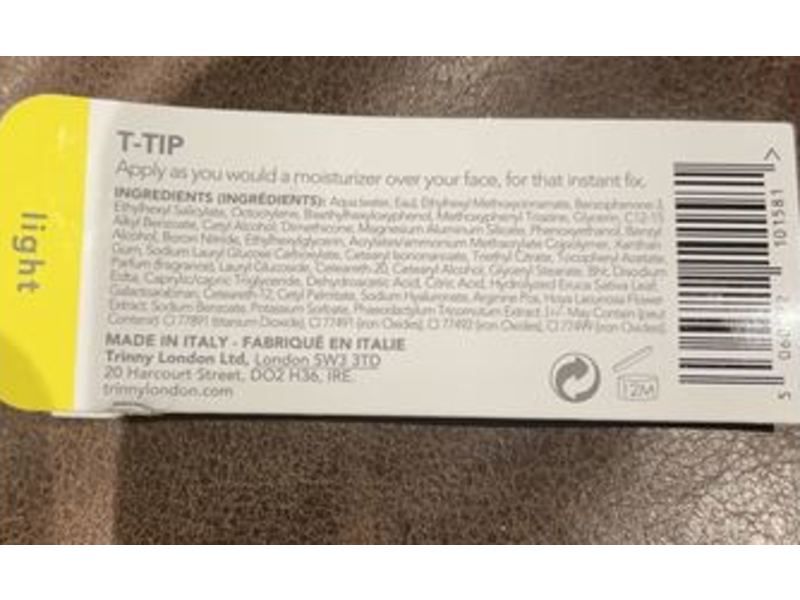 light
T-TIP
Apply as you would a moisturizer over your face, for that instant fix.
INGREDIENTS (INGRÉDIENTS): Aqua (water, Eau), Ethylhexyl Methoxycinnamate, Benzophenone-3,
Ethylhexyl Salicylate, Octocrylene, Methoxyphenyl Triazine, Glycerin, C12-15
Alkyl Benzoate, Cetyl Alcohol, Dimethicone, Magnesium Aluminum Silicate, Phenoxyethanol, Benzyl
Alcohol, Boron Nitride, Ethylhexylglycerin, Xanthan
Gum, Sodium Lauryl Glucose Carboxylate, Cetearyl Isononanoate, Triethyl Citrate, Tocopheryl Acetate,
Parfum (fragrance), Lauryl Glucoside, Ceteareth-20, Cetearyl Alcohol, Glyceryl Stearate, Bht, Disodium
Edta, Caprylic/capric Triglyceride, Dehydroacetic Acid, Citric Acid, Hydrolyzed Eruca Sativa Leaf,
Galactoarabinan, Ceteareth-12, Cetyl Palmitate, Sodium Hyaluronate, Arginine Pca, Hoya Lacunosa Flower
Extract, Sodium Benzoate, Potassium Sorbate, Phaeodactylum Tricornutum Extract. [+/- May Contain (peut
Contenir): CI 77891 (titanium Dioxide), CI 77491 (iron Oxides), CI 77492 (iron Oxides), CI 77499 (iron Oxides)]
MADE IN ITALY - FABRIQUÉ EN ITALIE
Trinny London Ltd, London SW3 3TD
20 Harcourt Street, DO2 H36, IRE.
trinnylondon.com
12M
>
101581